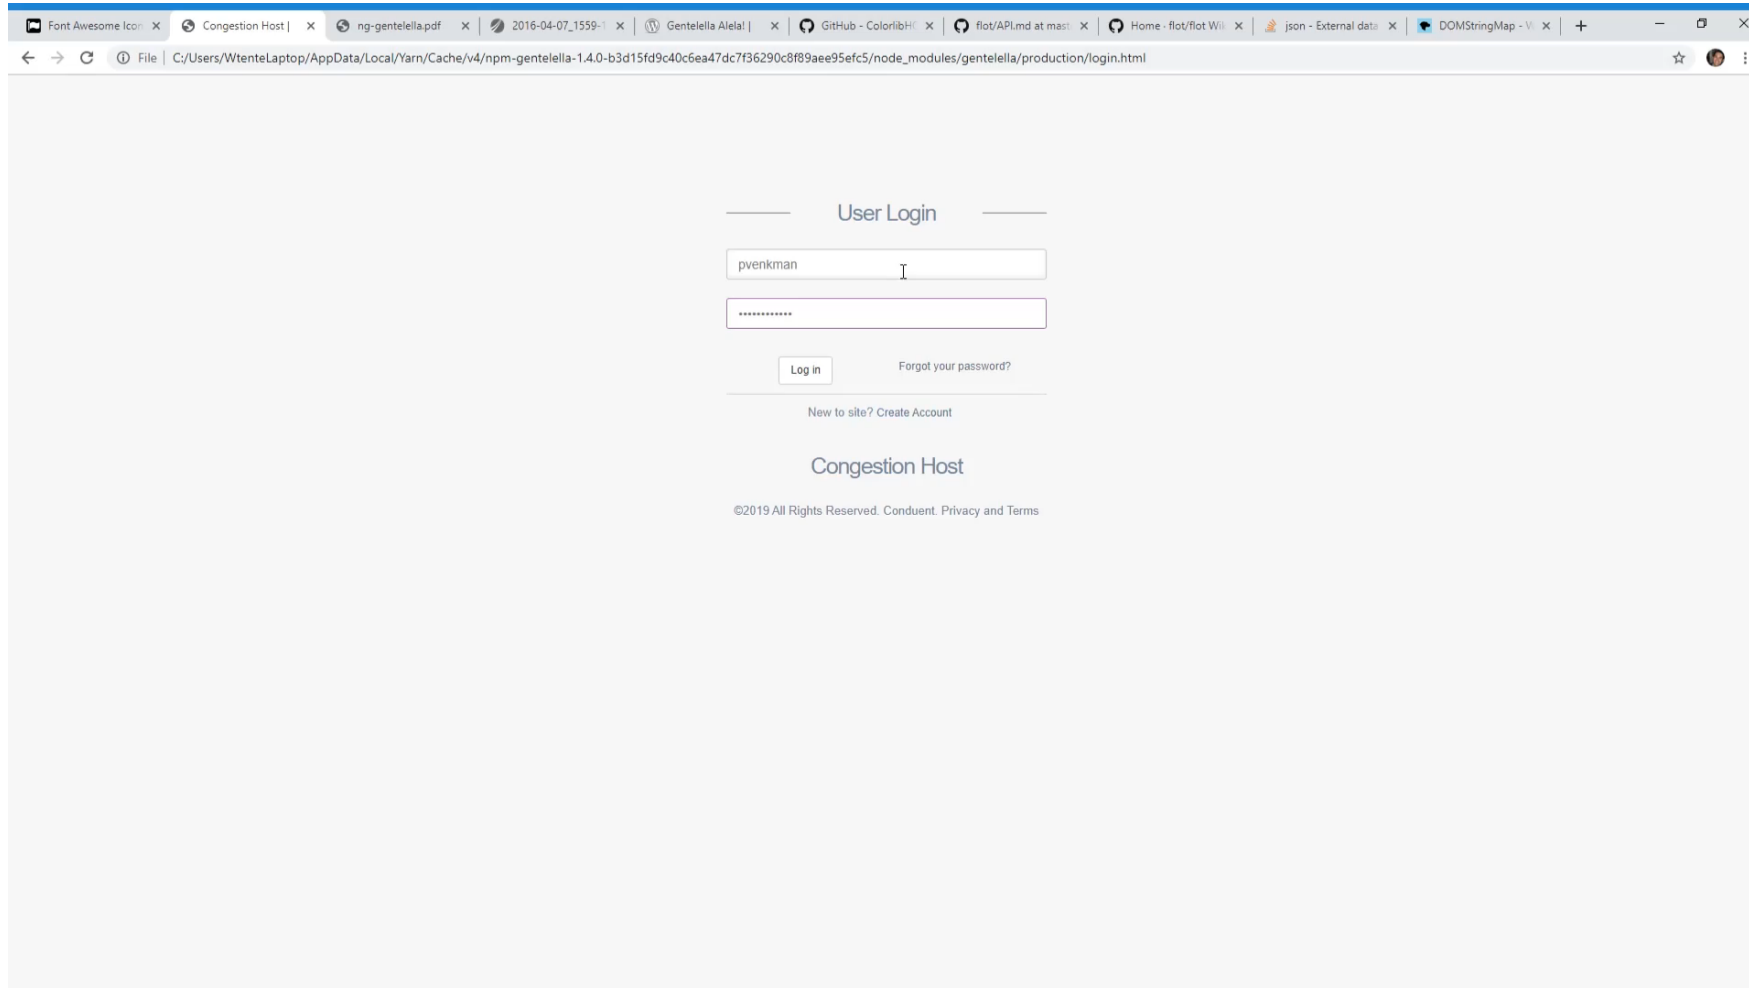 Font Awesome Icon
Congestion Host |
ng-gentelella.pdf
2016-04-07_1559-1
Gentelella Alela! |
GitHub - ColorlibHQ
flot/API.md at mast
Home · flot/flot Wiki
json - External data
DOMStringMap - W
File
C:/Users/WtenteLaptop/AppData/Local/Yarn/Cache/v4/npm-gentelella-1.4.0-b3d15fd9c40c6ea47dc7f36290c8f89aee95efc5/node_modules/gentelella/production/login.html
User Login
pvenkman
••••••••••••
Log in
Forgot your password?
New to site? Create Account
Congestion Host
©2019 All Rights Reserved. Conduent. Privacy and Terms